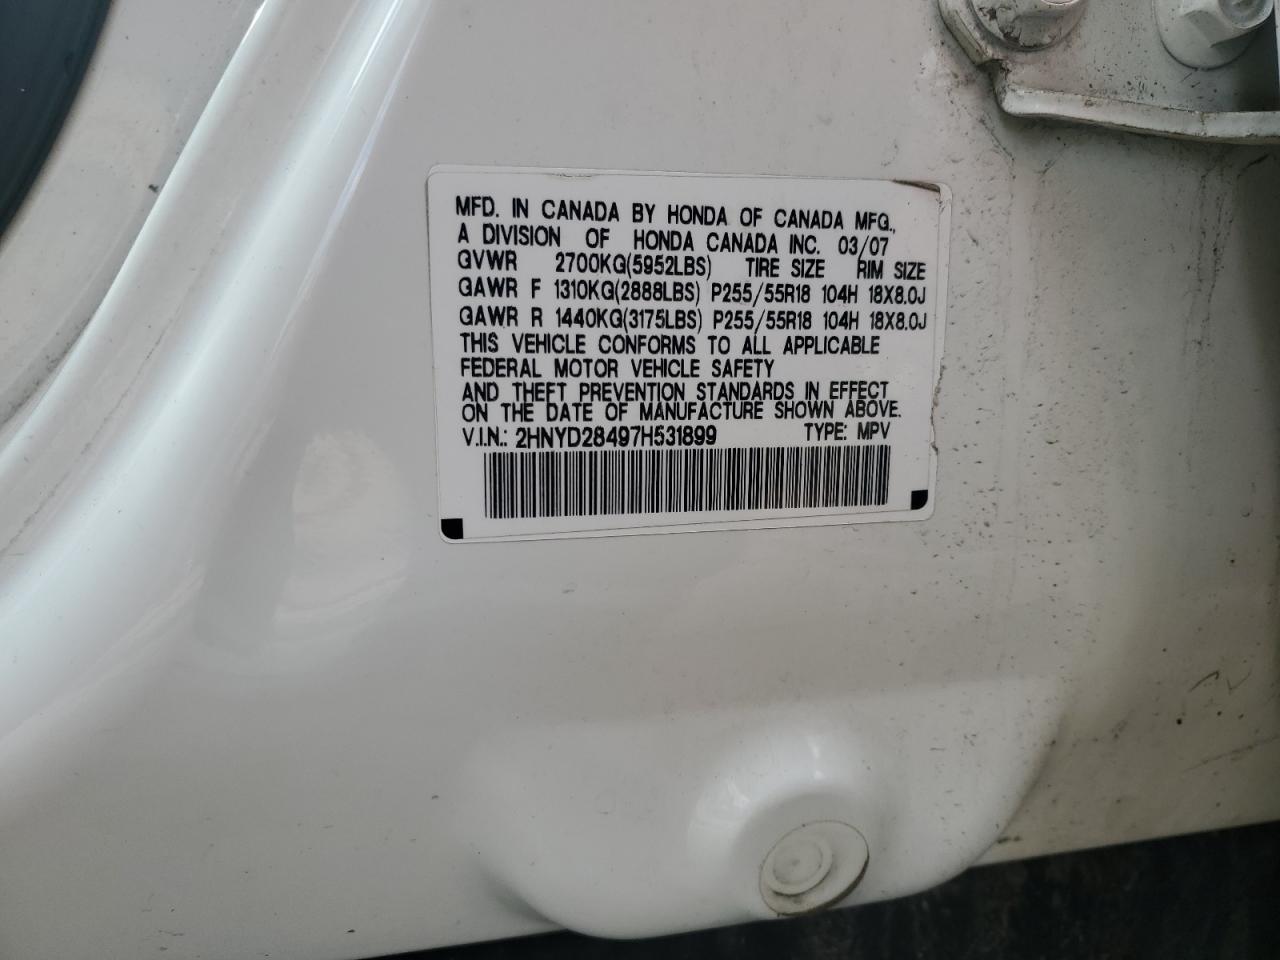 MFD. IN CANADA BY HONDA OF CANADA MFG.,
A DIVISION OF HONDA CANADA INC. 03/07
GVWR 2700KG(5952LBS) TIRE SIZE RIM SIZE
GAWR F 1310KG(2888LBS) P255/55R18 104H 18X8.0J
GAWR R 1440KG(3175LBS) P255/55R18 104H 18X8.0J
THIS VEHICLE CONFORMS TO ALL APPLICABLE
FEDERAL MOTOR VEHICLE SAFETY
AND THEFT PREVENTION STANDARDS IN EFFECT
ON THE DATE OF MANUFACTURE SHOWN ABOVE.
V.I.N.: 2HNYD28497H531899 TYPE: MPV